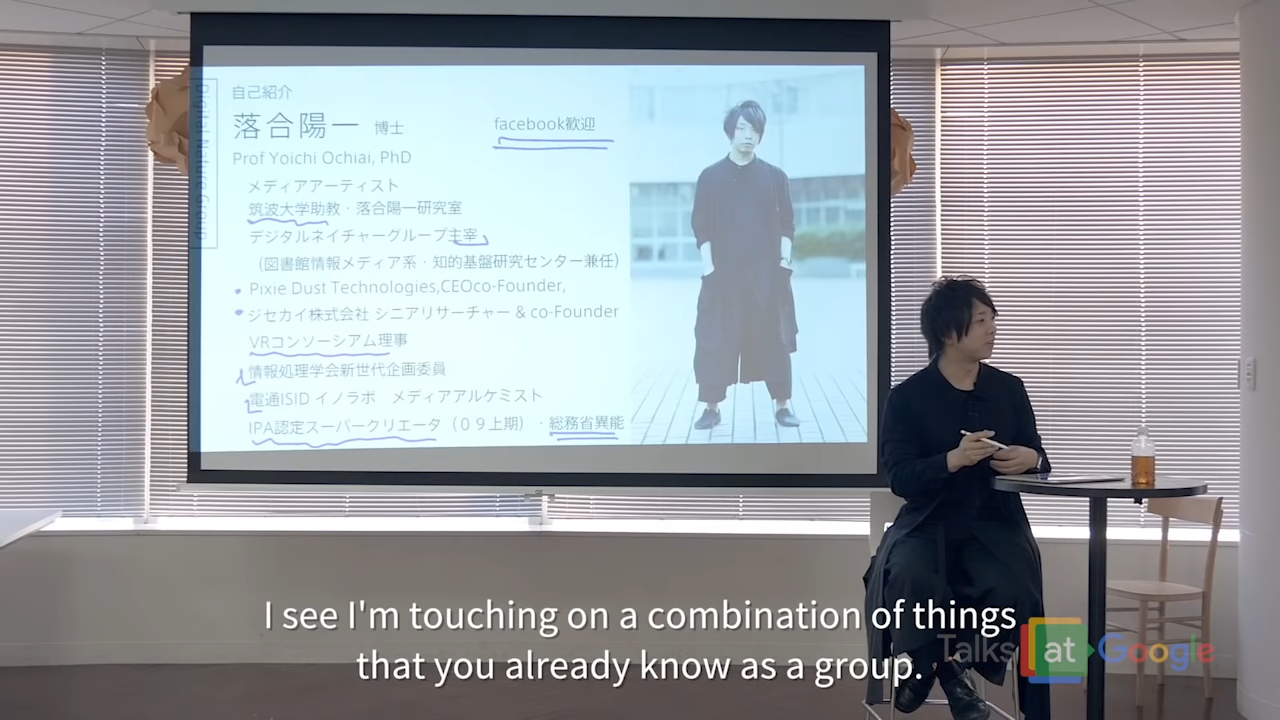 Digital Nature Group
自己紹介
落合陽一 博士
facebook歓迎
Prof Yoichi Ochiai, PhD
メディアアーティスト
筑波大学助教・落合陽一研究室
デジタルネイチャーグループ主宰
（図書館情報メディア系・知的基盤研究センター兼任）
Pixie Dust Technologies,CEOco-Founder,
ジセカイ株式会社 シニアリサーチャー & co-Founder
VRコンソーシアム理事
情報処理学会新世代企画委員
電通ISID イノラボ　メディアアルケミスト
IPA認定スーパークリエータ（０９上期）・総務省異能
I see I'm touching on a combination of things
that you already know as a group.
Talks at Google